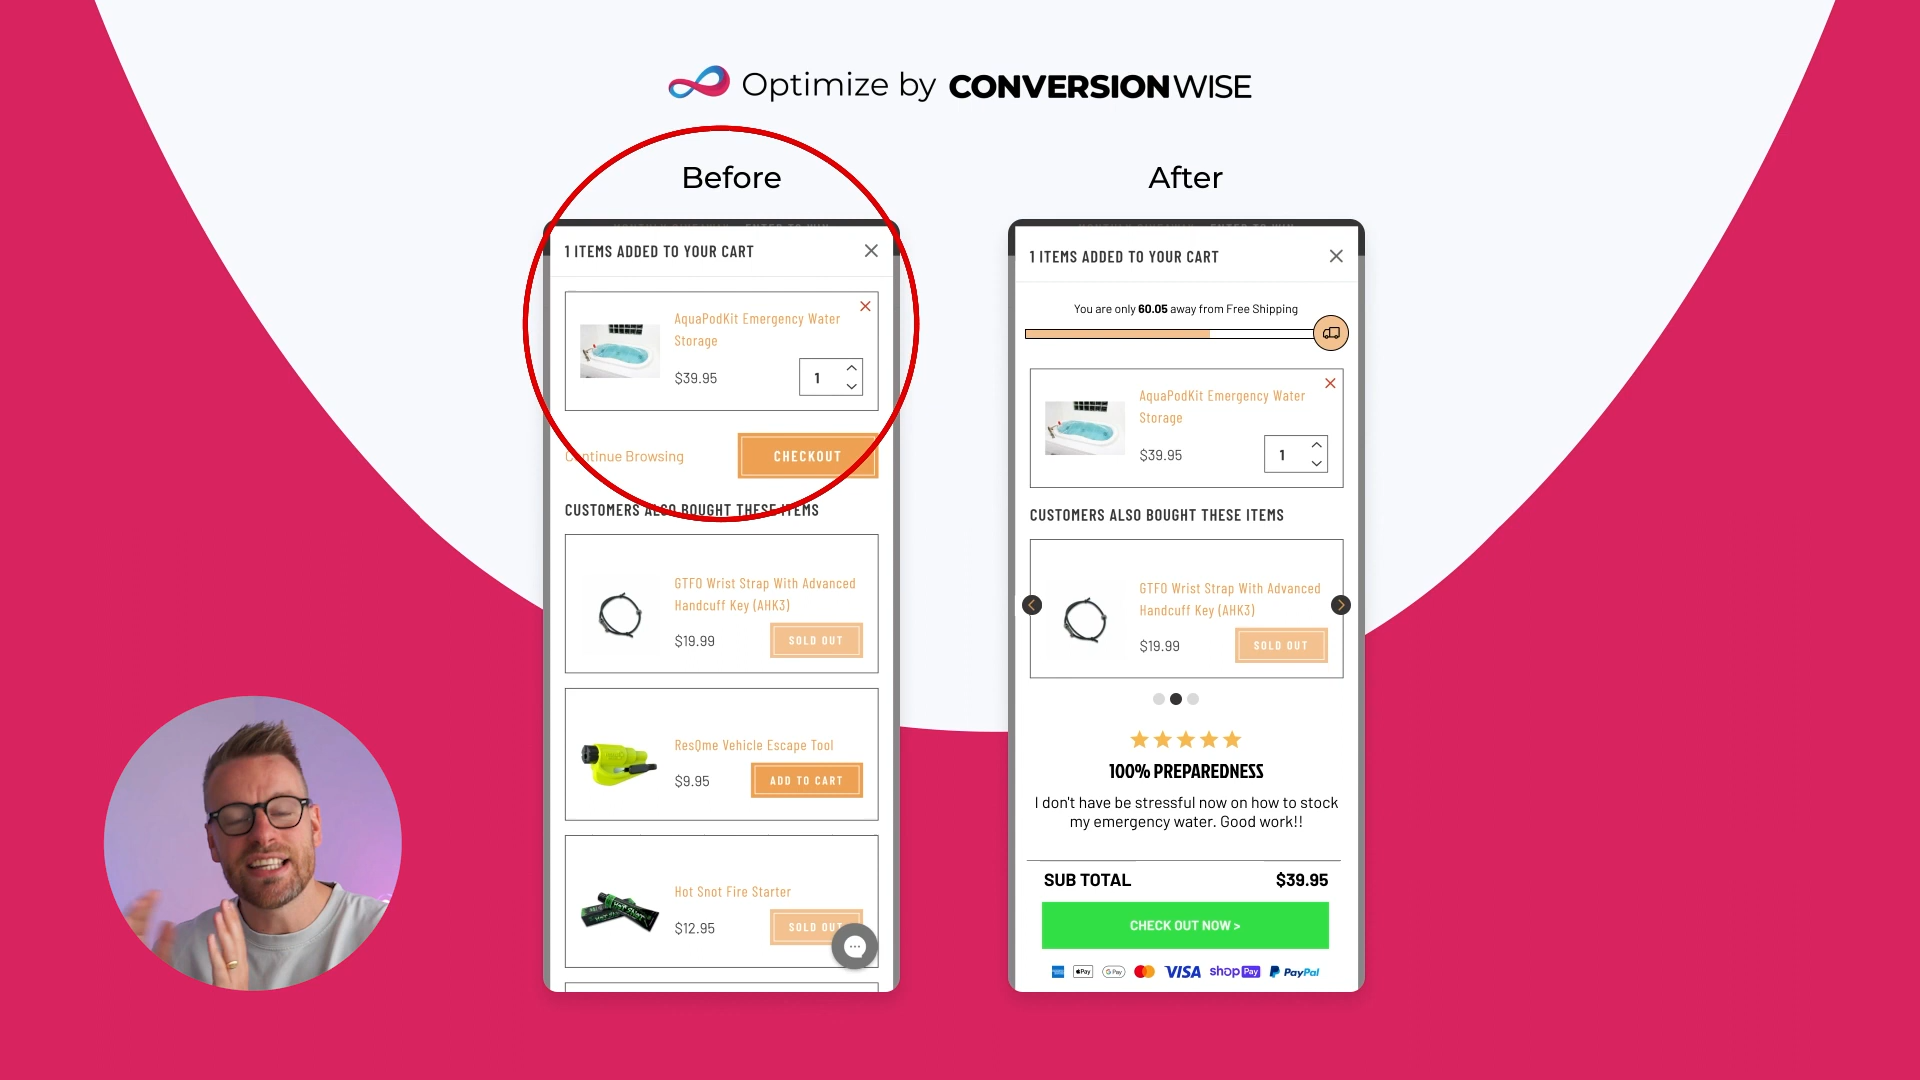 Optimize by CONVERSIONWISE
Before
1 ITEMS ADDED TO YOUR CART
AquaPodKit Emergency Water
Storage
$39.95
1
Continue Browsing
CHECKOUT
CUSTOMERS ALSO BOUGHT THESE ITEMS
GTFO Wrist Strap With Advanced
Handcuff Key (AHK3)
$19.99
SOLD OUT
ResQme Vehicle Escape Tool
$9.95
ADD TO CART
Hot Snot Fire Starter
$12.95
SOLD OUT
After
1 ITEMS ADDED TO YOUR CART
You are only 60.05 away from Free Shipping
AquaPodKit Emergency Water
Storage
$39.95
1
CUSTOMERS ALSO BOUGHT THESE ITEMS
GTFO Wrist Strap With Advanced
Handcuff Key (AHK3)
$19.99
SOLD OUT
100% PREPAREDNESS
I don't have be stressful now on how to stock
my emergency water. Good work!!
SUB TOTAL
$39.95
CHECK OUT NOW >
Pay G Pay VISA shop Pay PayPal